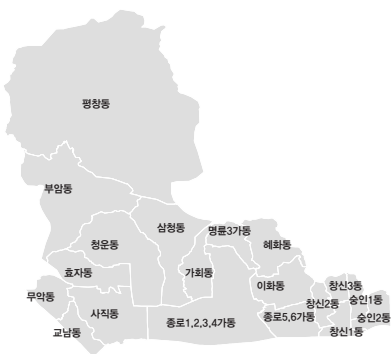 평창동
부암동
삼청동
명륜3가동
혜화동
청운동
효자동
가회동
이화동
창신3동
무악동
숭인1동
창신2동
사직동
종로1,2,3,4가동
종로5,6가동
숭인2동
교남동
창신1동